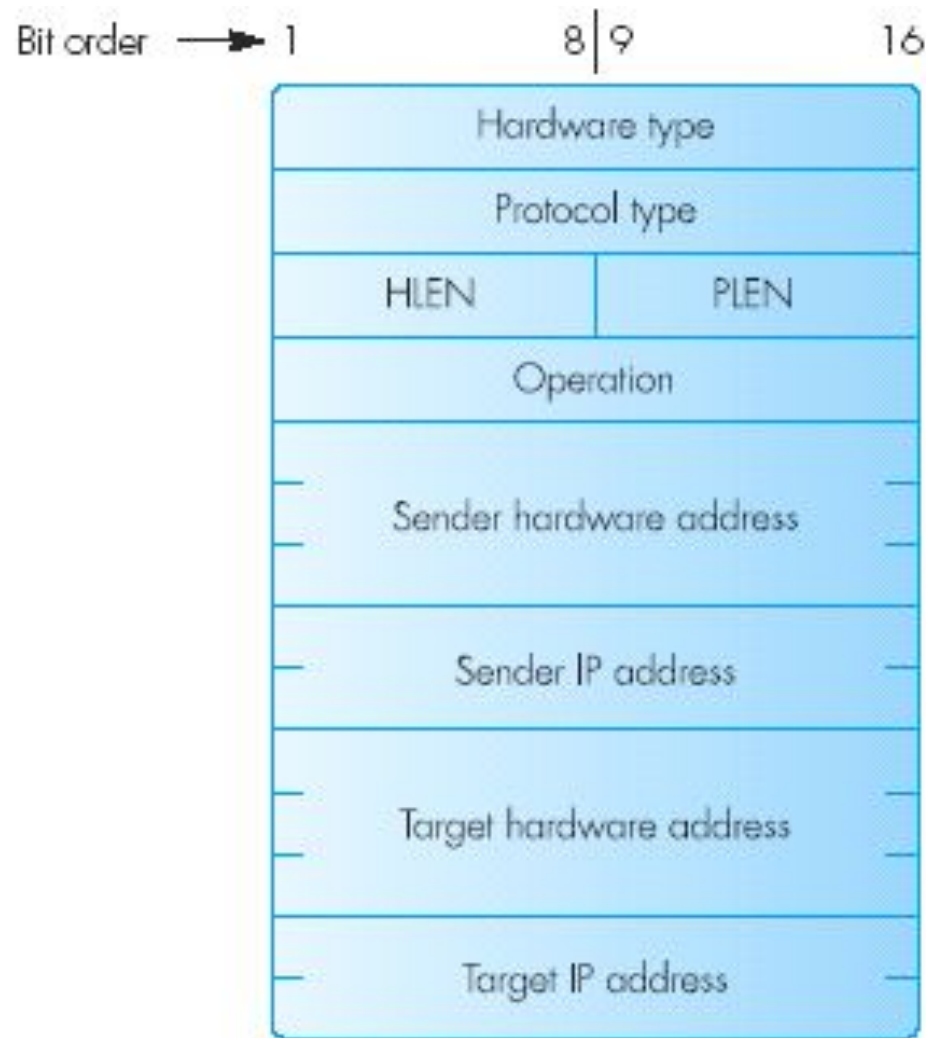 Bit order 1 8 9 16
Hardware type
Protocol type
HLEN PLEN
Operation
Sender hardware address
Sender IP address
Target hardware address
Target IP address